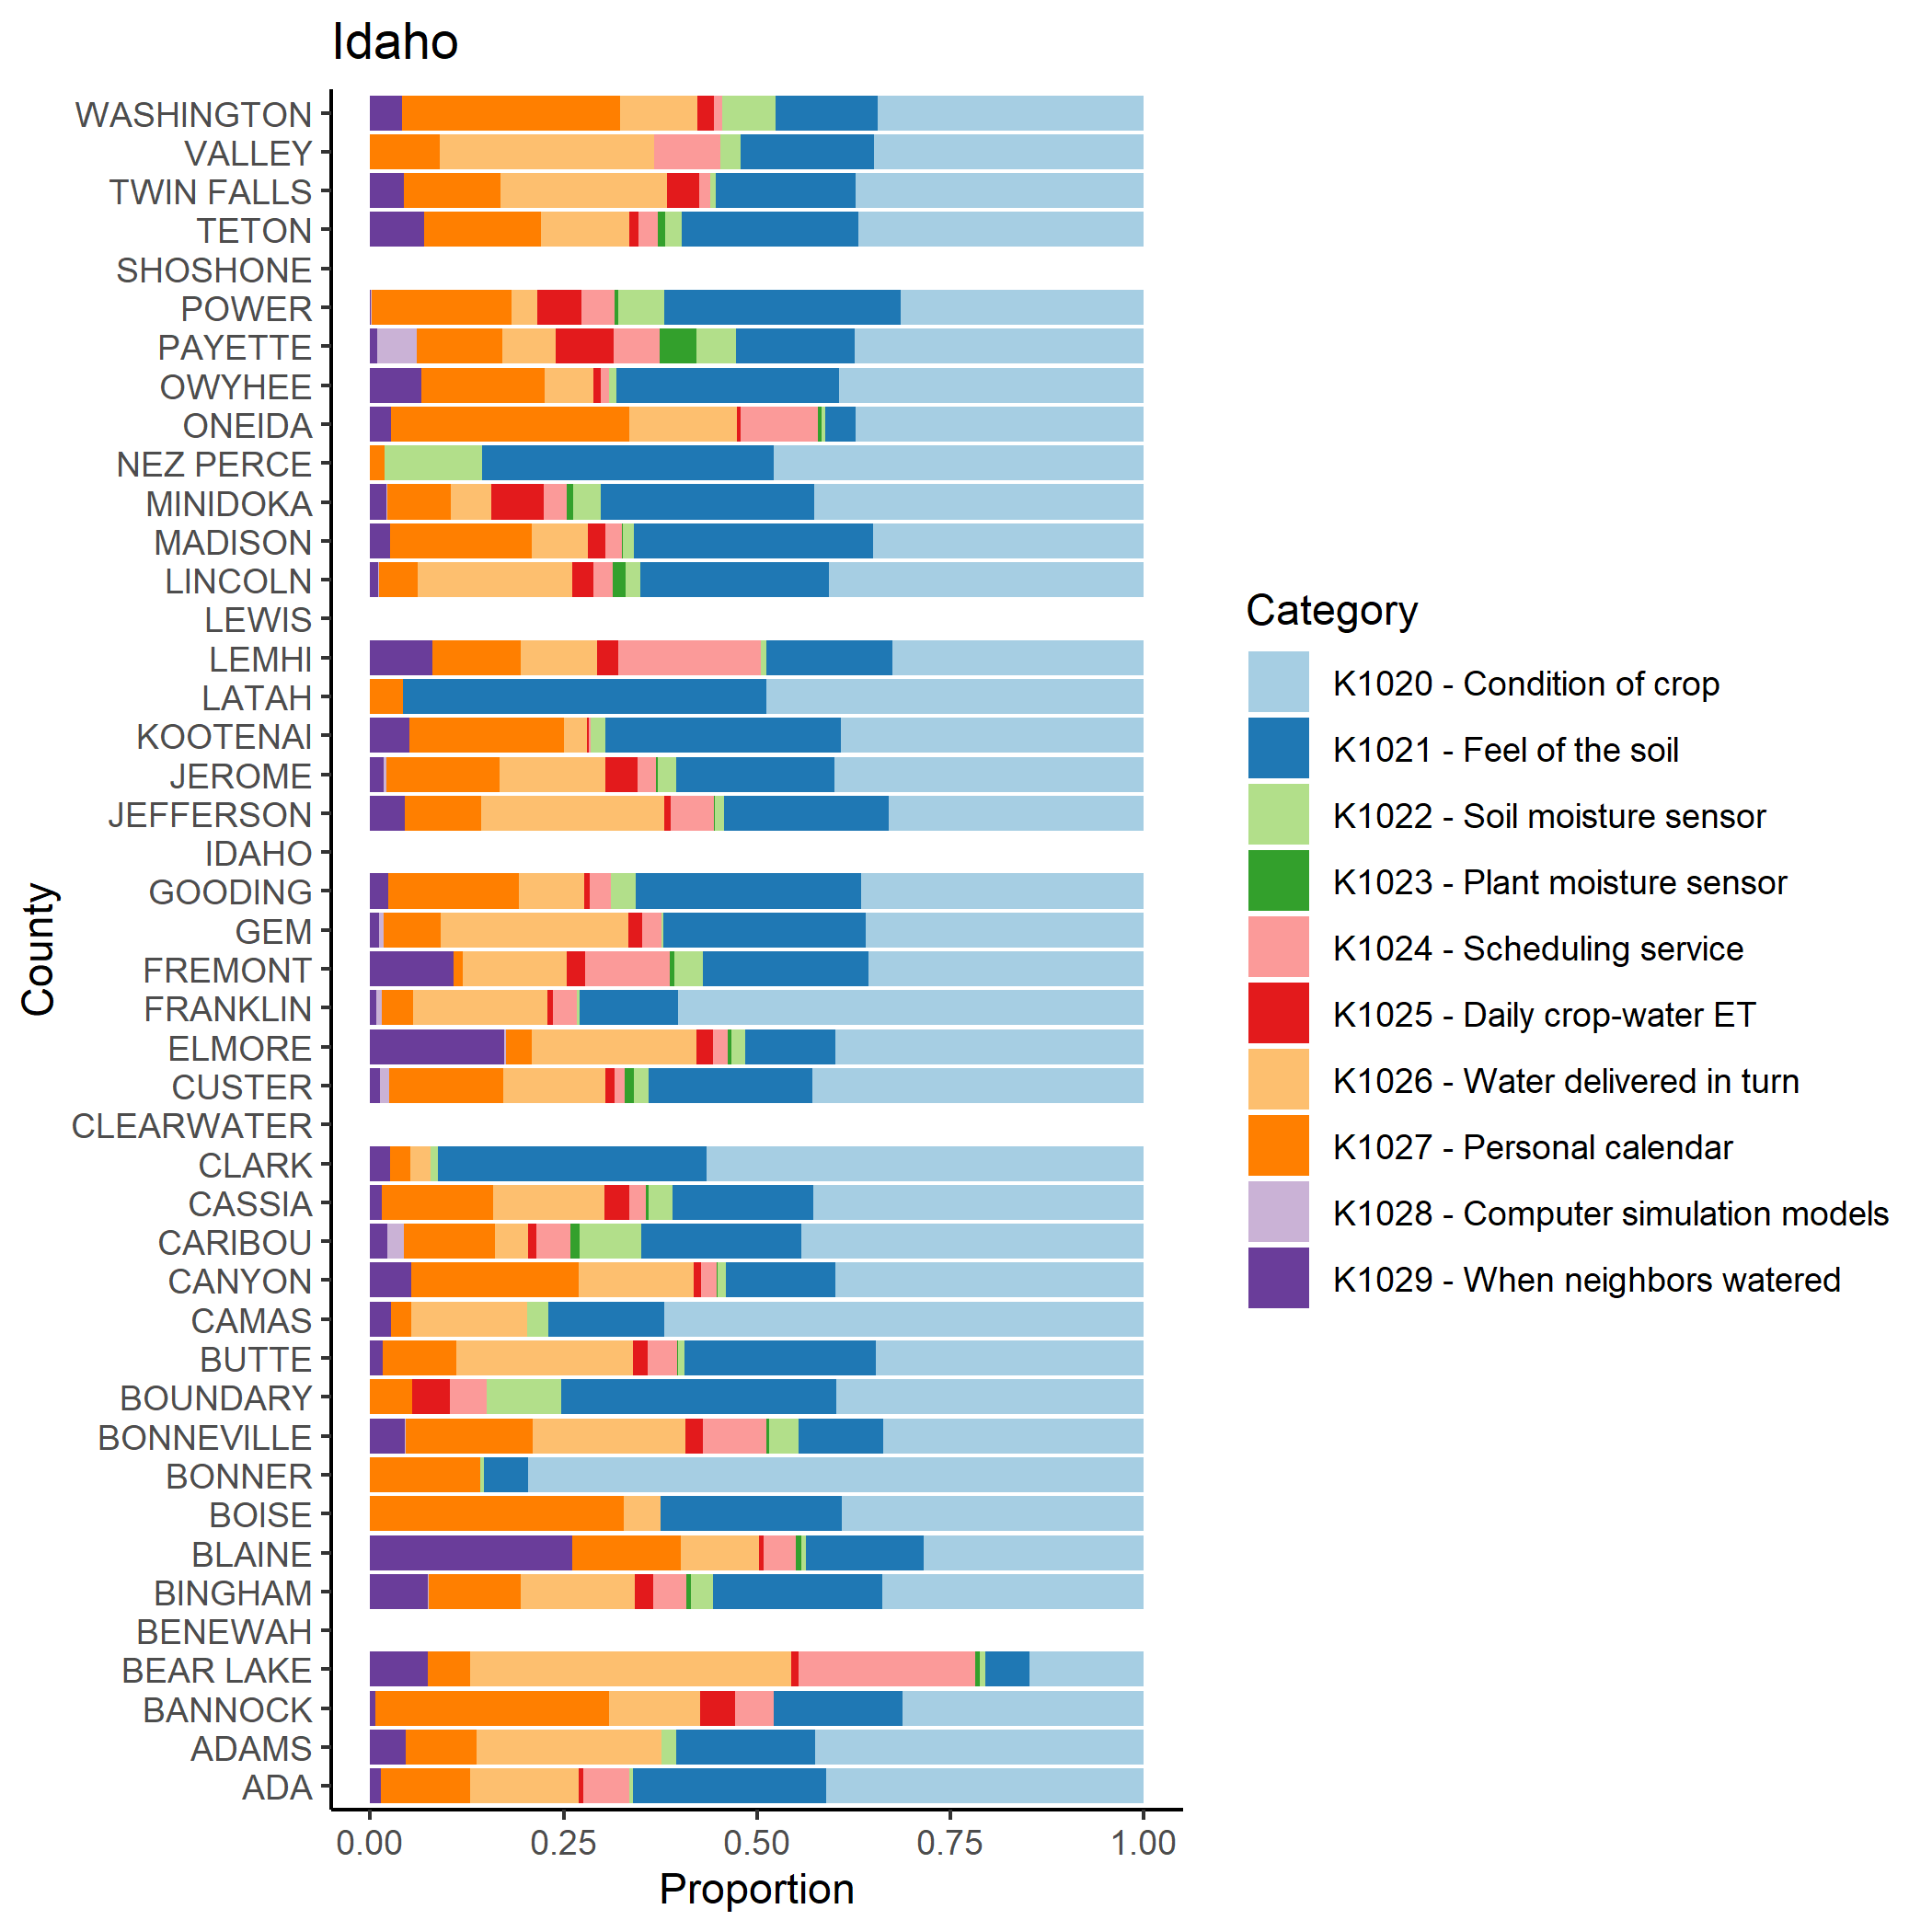 Idaho
WASHINGTON
VALLEY
TWIN FALLS
TETON
SHOSHONE
POWER
PAYETTE
OWYHEE
ONEIDA
NEZ PERCE
MINIDOKA
MADISON
LINCOLN
LEWIS
LEMHI
LATAH
KOOTENAI
JEROME
JEFFERSON
IDAHO
GOODING
GEM
FREMONT
FRANKLIN
ELMORE
CUSTER
CLEARWATER
CLARK
CASSIA
CARIBOU
CANYON
CAMAS
BUTTE
BOUNDARY
BONNEVILLE
BONNER
BOISE
BLAINE
BINGHAM
BENEWAH
BEAR LAKE
BANNOCK
ADAMS
ADA
County
0.00 0.25 0.50 0.75 1.00
Proportion
Category
K1020 - Condition of crop
K1021 - Feel of the soil
K1022 - Soil moisture sensor
K1023 - Plant moisture sensor
K1024 - Scheduling service
K1025 - Daily crop-water ET
K1026 - Water delivered in turn
K1027 - Personal calendar
K1028 - Computer simulation models
K1029 - When neighbors watered